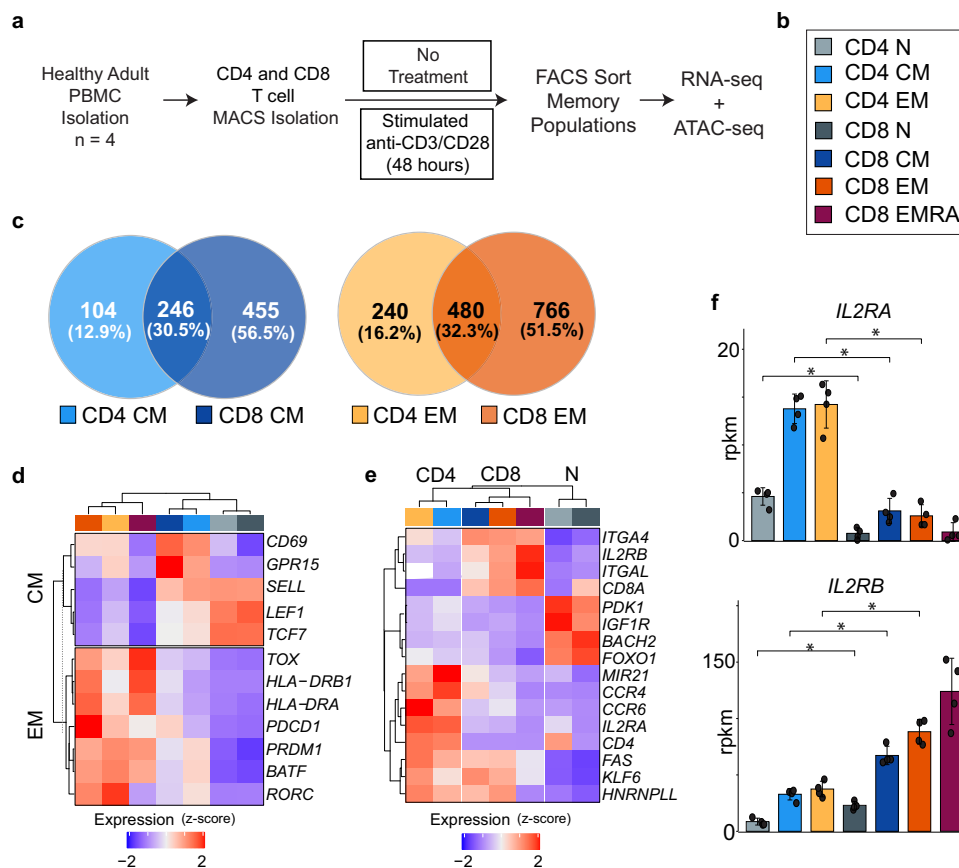 a
Healthy Adult
PBMC
Isolation
n = 4
CD4 and CD8
T cell
MACS Isolation
No
Treatment
Stimulated
anti-CD3/CD28
(48 hours)
FACS Sort
Memory
Populations
RNA-seq
+
ATAC-seq
b
CD4 N
CD4 CM
CD4 EM
CD8 N
CD8 CM
CD8 EM
CD8 EMRA
c
104
(12.9%)
246
(30.5%)
455
(56.5%)
CD4 CM
CD8 CM
240
(16.2%)
480
(32.3%)
766
(51.5%)
CD4 EM
CD8 EM
d
CM
EM
CD69
GPR15
SELL
LEF1
TCF7
TOX
HLA-DRB1
HLA-DRA
PDCD1
PRDM1
BATF
RORC
Expression (z-score)
−2 2
e
CD4 CD8 N
ITGA4
IL2RB
ITGAL
CD8A
PDK1
IGF1R
BACH2
FOXO1
MIR21
CCR4
CCR6
IL2RA
CD4
FAS
KLF6
HNRNPLL
Expression (z-score)
−2 2
f
IL2RA
20
rpkm
0
*
*
*
IL2RB
150
rpkm
0
*
*
*